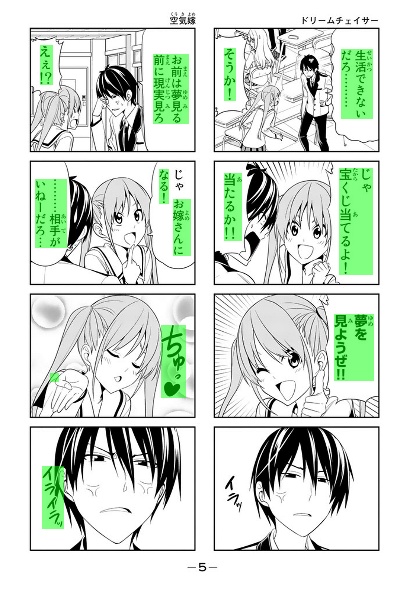 ドリームチェイサー
生活できない
だろ………
そうか！
じゃ
宝くじ当てるよ！
当たるか!!
夢を
見ようぜ!!
イラッ
空気嫁
お前は夢見る
前に現実見ろ
えぇ!?
じゃ
お嫁さんに
なる！
………相手が
いねーだろ…
ちゅっ♥
イライラッ
―5―